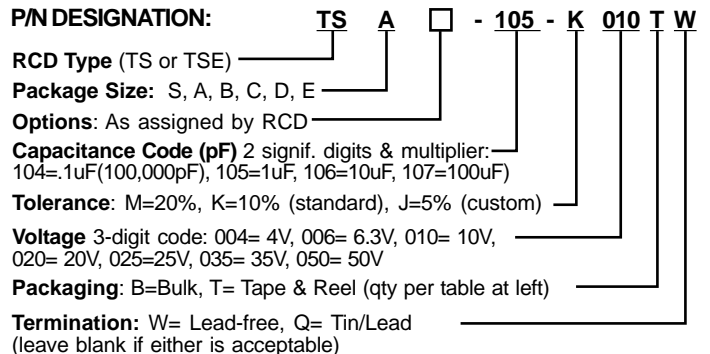 P/N DESIGNATION: TS A □ - 105 - K 010 T W
RCD Type (TS or TSE)
Package Size: S, A, B, C, D, E
Options: As assigned by RCD
Capacitance Code (pF) 2 signif. digits & multiplier:
104=.1uF(100,000pF), 105=1uF, 106=10uF, 107=100uF)
Tolerance: M=20%, K=10% (standard), J=5% (custom)
Voltage 3-digit code: 004= 4V, 006= 6.3V, 010= 10V,
020= 20V, 025=25V, 035= 35V, 050= 50V
Packaging: B=Bulk, T= Tape & Reel (qty per table at left)
Termination: W= Lead-free, Q= Tin/Lead
(leave blank if either is acceptable)